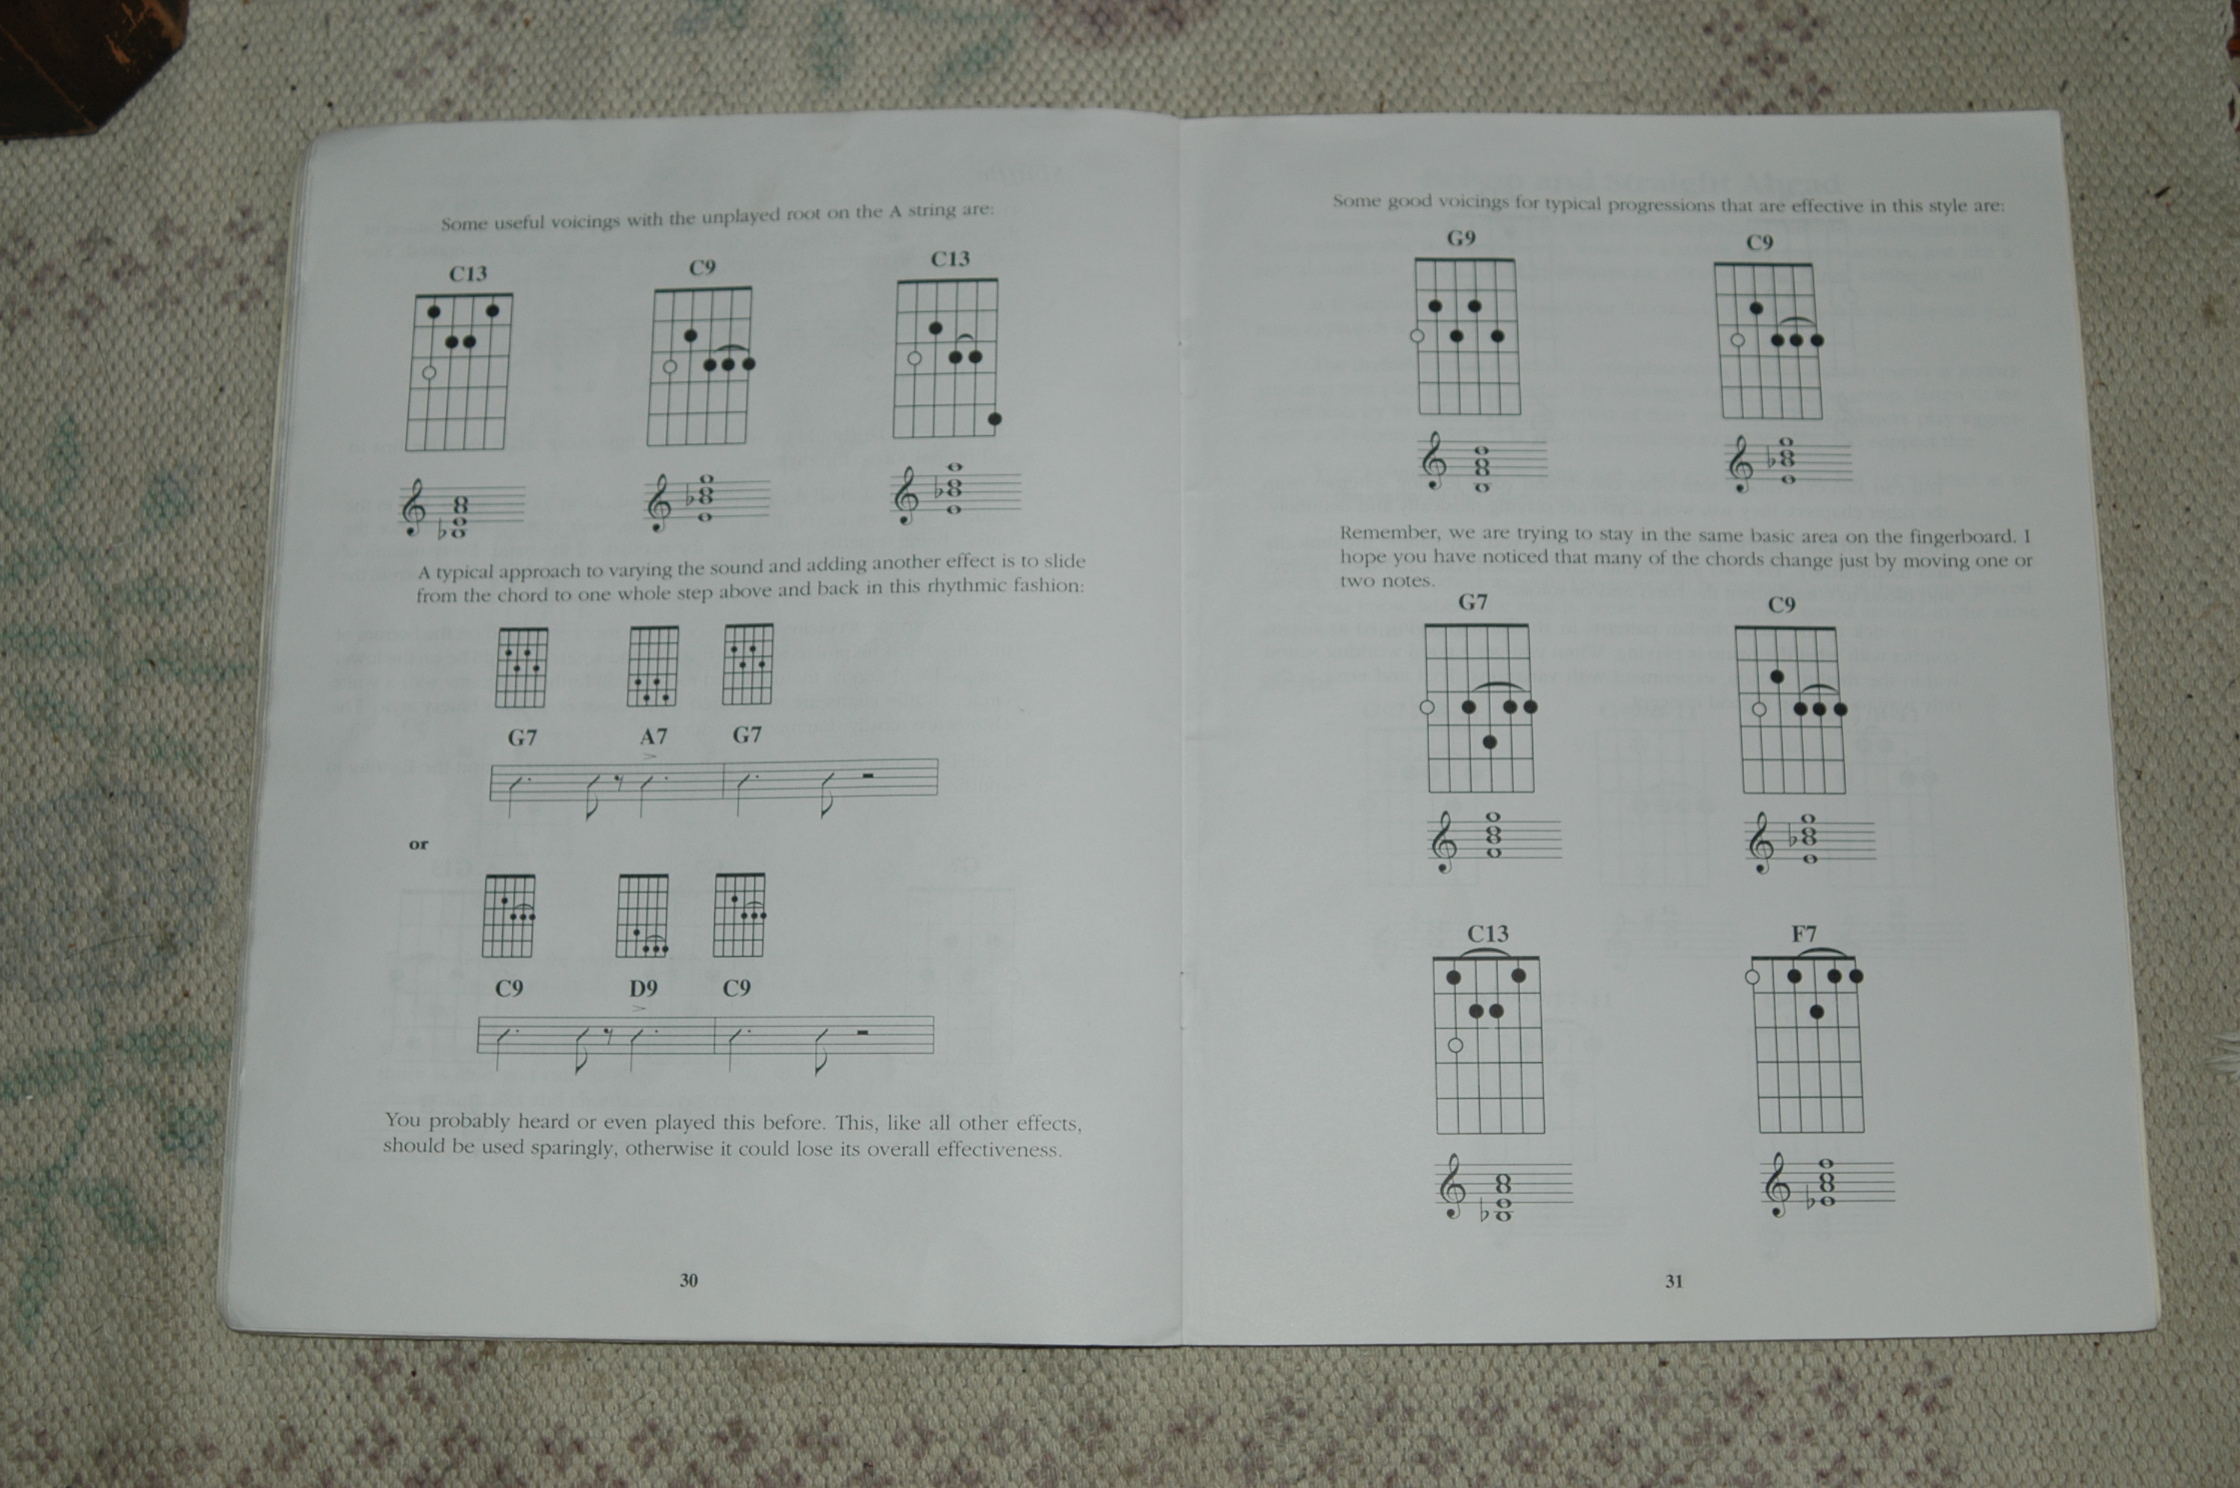 Some useful voicings with the unplayed root on the A string are:
C13 C9 C13
A typical approach to varying the sound and adding another effect is to slide
from the chord to one whole step above and back in this rhythmic fashion:
G7 A7 G7
or
C9 D9 C9
You probably heard or even played this before. This, like all other effects,
should be used sparingly, otherwise it could lose its overall effectiveness.
30
Some good voicings for typical progressions that are effective in this style are:
G9 C9
Remember, we are trying to stay in the same basic area on the fingerboard. I
hope you have noticed that many of the chords change just by moving one or
two notes.
G7 C9
C13 F7
31